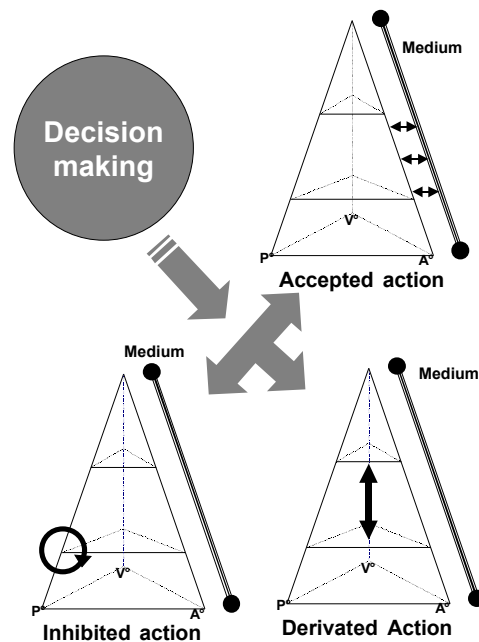 Decision
making
Medium
V°
P°
A°
Accepted action
Medium
V°
P°
A°
Inhibited action
Medium
V°
P°
A°
Derivated Action